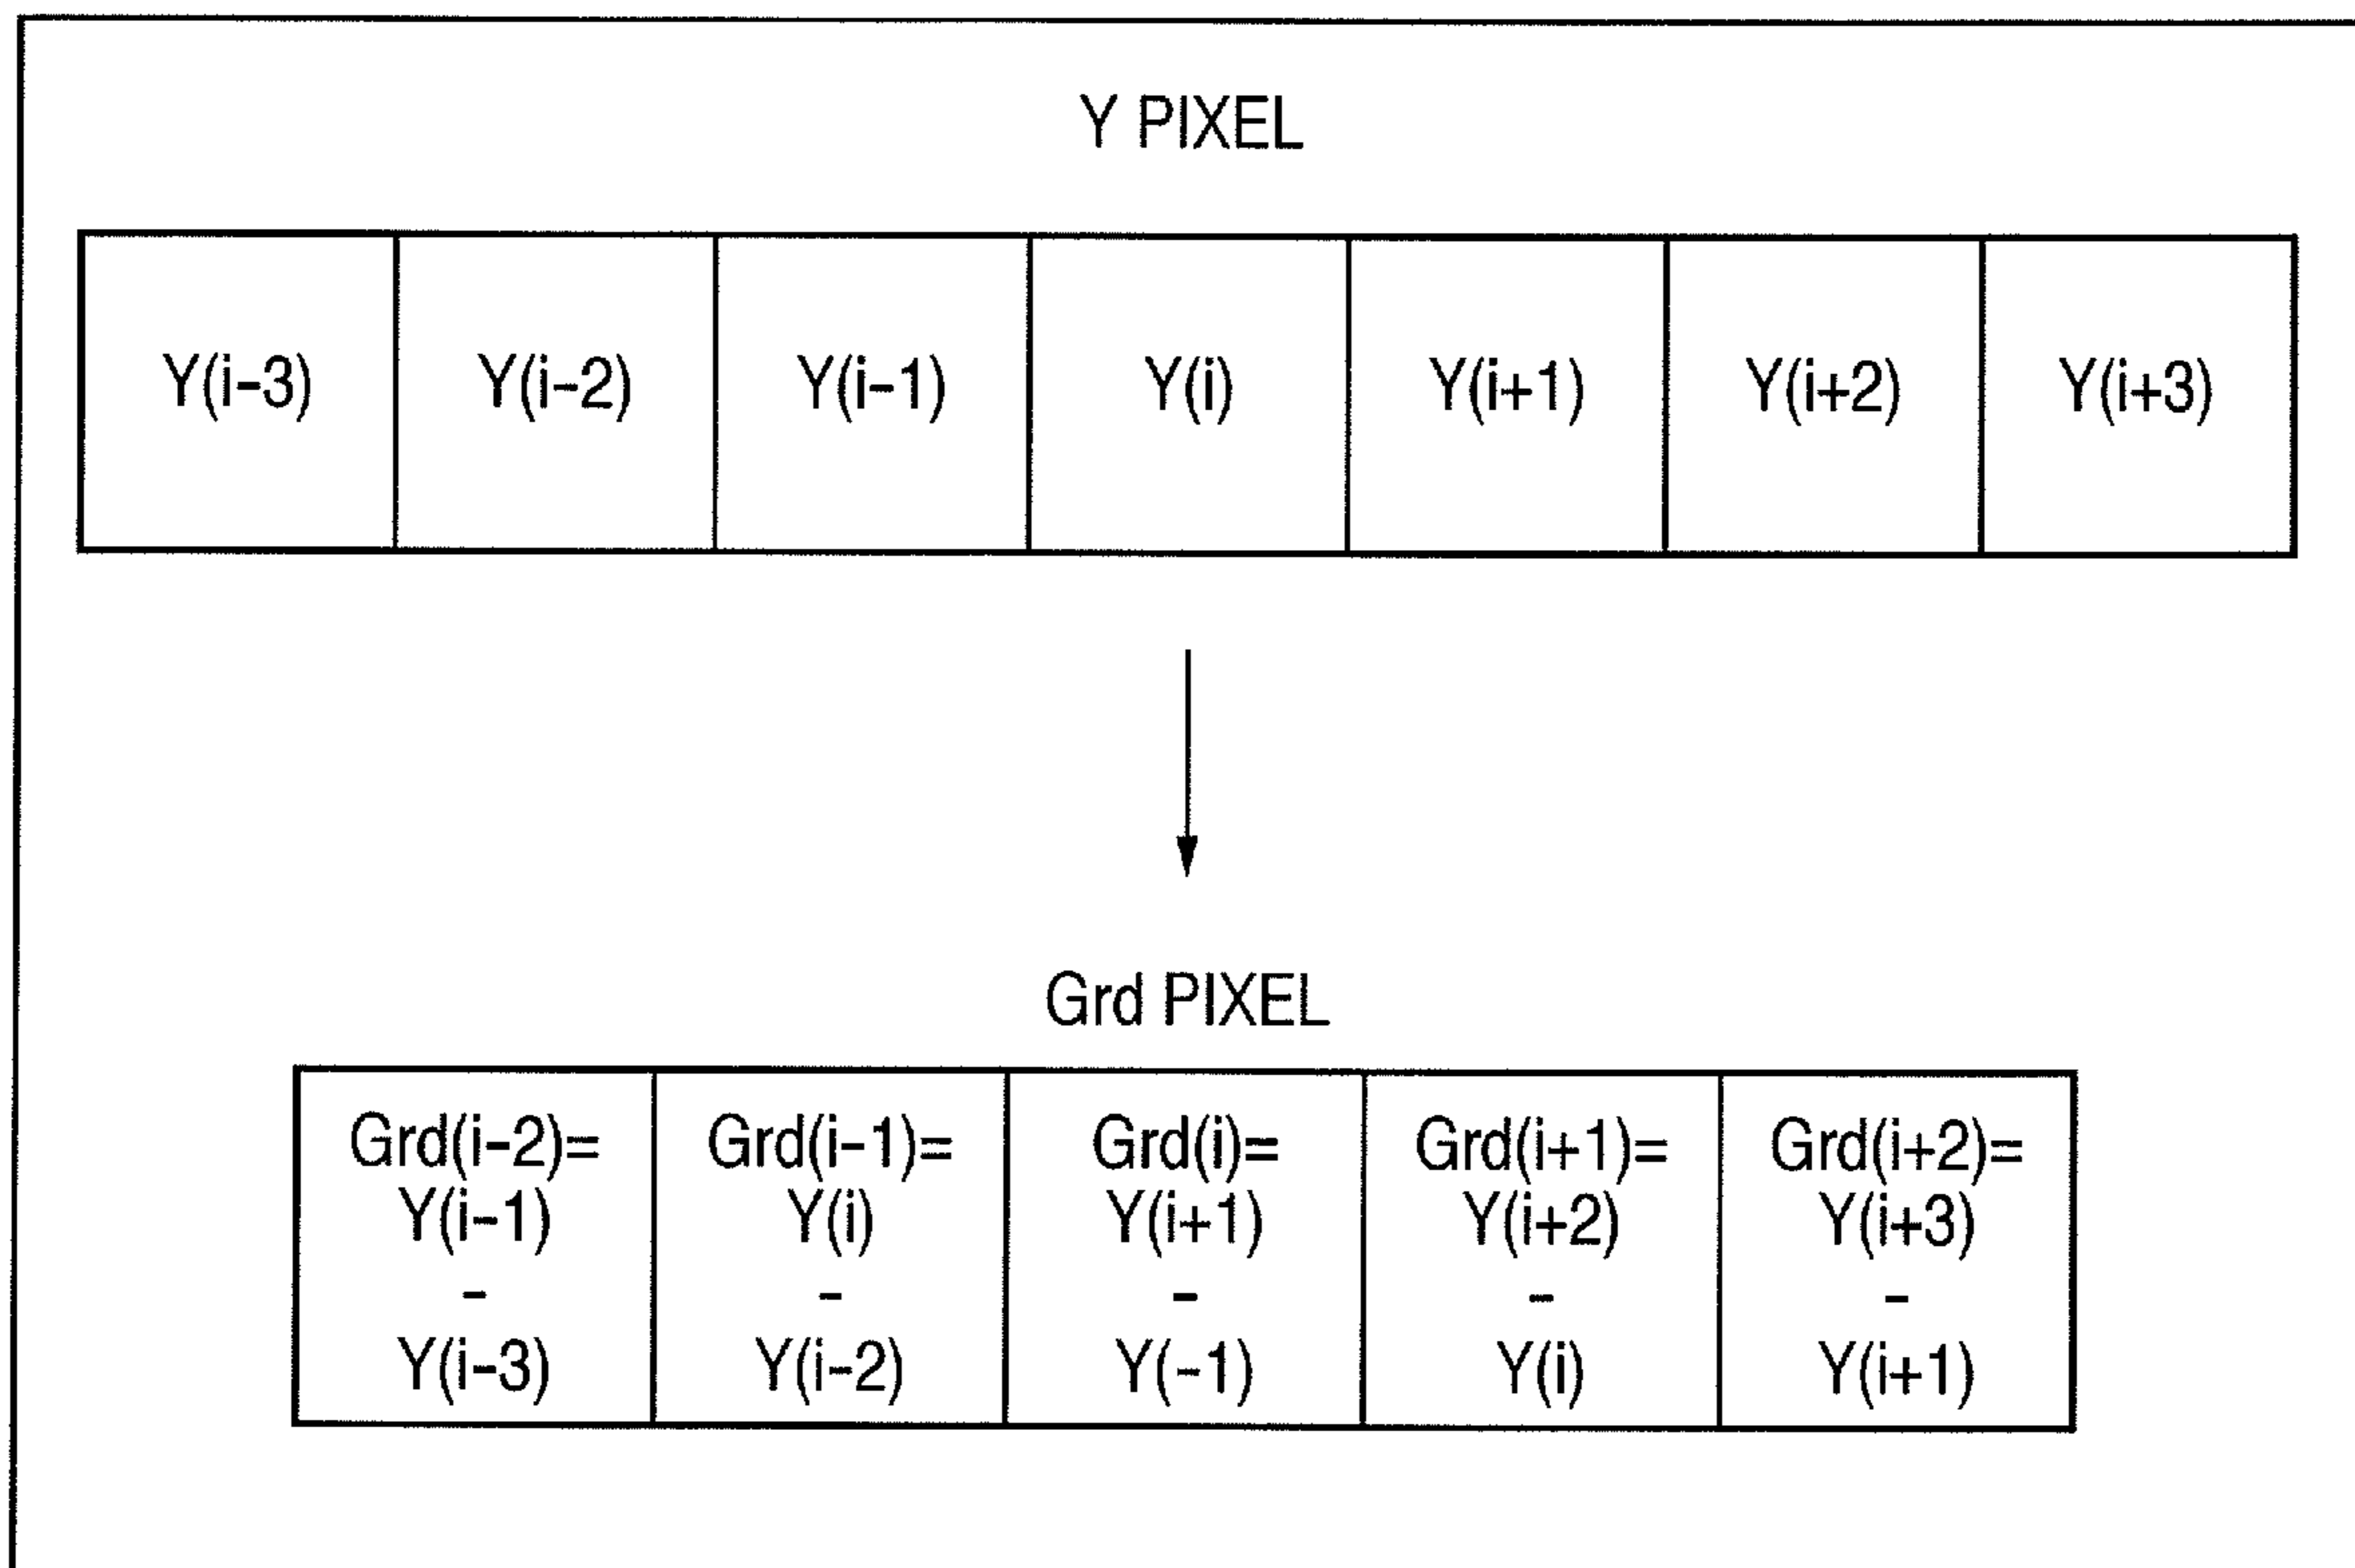 Y PIXEL
Y(i-3) Y(i-2) Y(i-1) Y(i) Y(i+1) Y(i+2) Y(i+3)
Grd PIXEL
Grd(i-2)= Grd(i-1)= Grd(i)= Grd(i+1)= Grd(i+2)=
Y(i-1) Y(i) Y(i+1) Y(i+2) Y(i+3)
- - - - -
Y(i-3) Y(i-2) Y(-1) Y(i) Y(i+1)